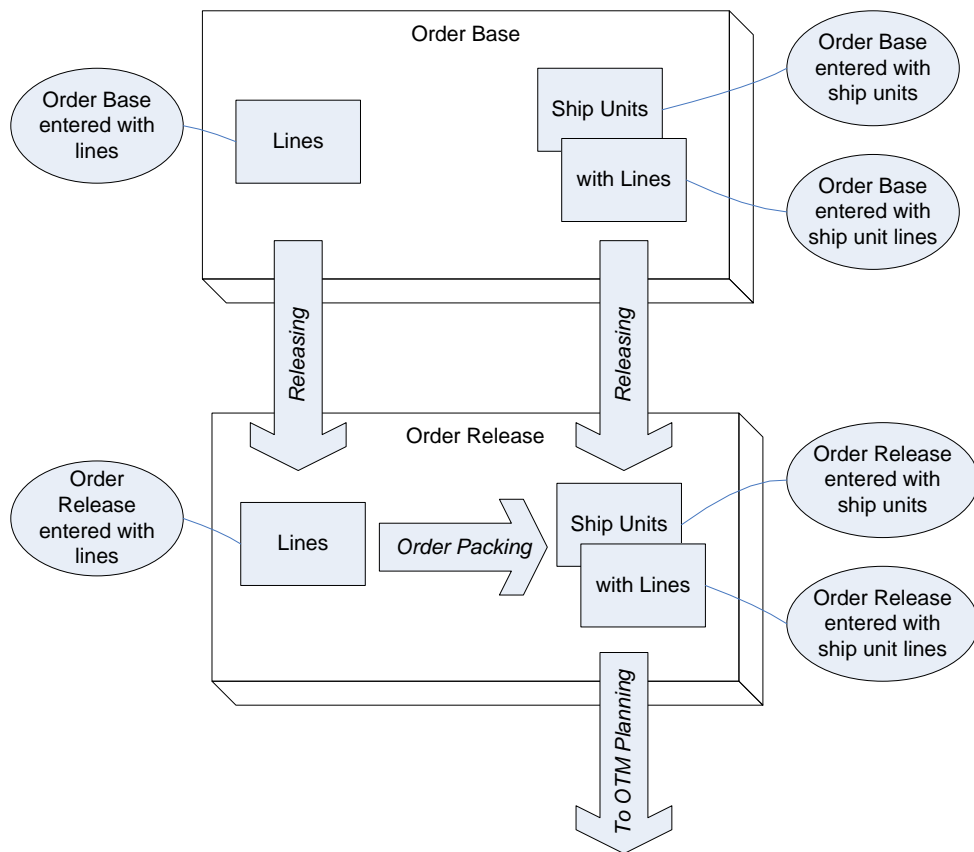 Order Base
Order Base
entered with
lines
Lines
Ship Units
with Lines
Order Base
entered with
ship units
Order Base
entered with
ship unit lines
Releasing
Releasing
Order Release
Order
Release
entered with
lines
Lines
Order Packing
Ship Units
with Lines
Order Release
entered with
ship units
Order Release
entered with
ship unit lines
To OTM Planning